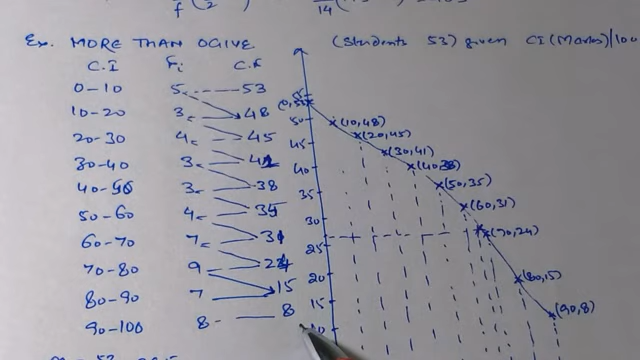 f (2
14
Ex. MORE THAN OGIVE (Students 53) given CI (Marks)/100
C.I Fi C.F
0-10 5 53
10-20 3 48
20-30 4 45
30-40 3 41
40-50 3 38
50-60 4 35
60-70 7 31
70-80 9 24
80-90 7 15
90-100 8 8
55
50
45
40
35
30
25
20
15
10
(10,48)
(20,45)
(30,41)
(40,38)
(50,35)
(60,31)
(70,24)
(80,15)
(90,8)